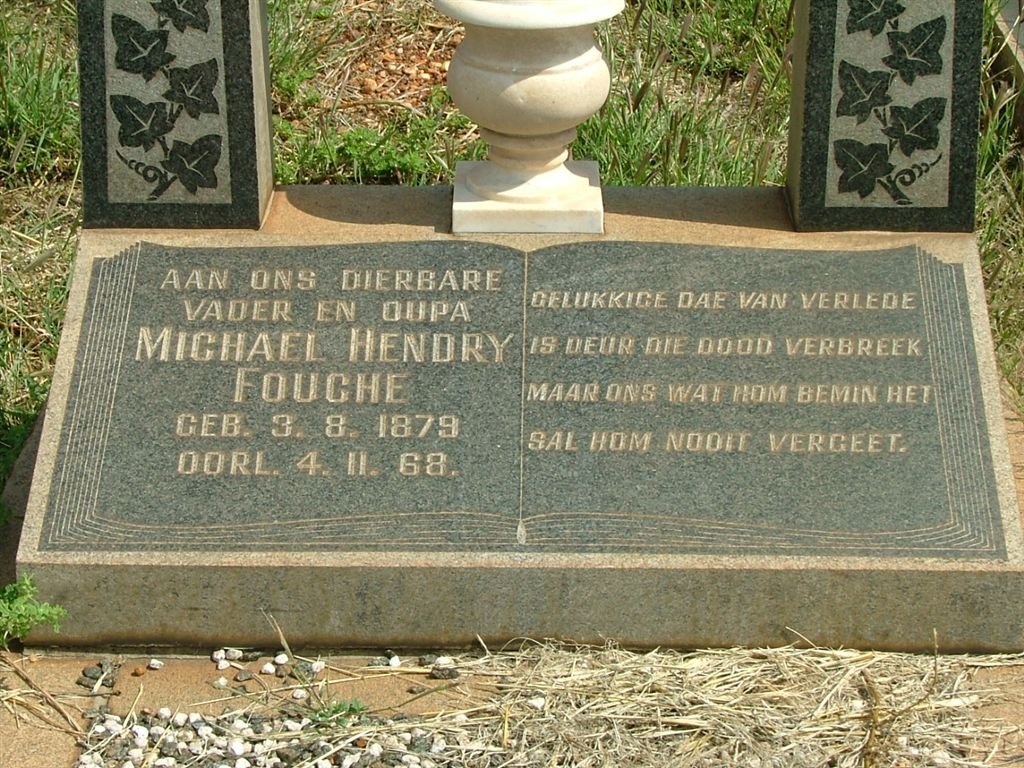 AAN ONS DIERBARE
VADER EN OUPA
MICHAEL HENDRY
FOUCHE
GEB. 3. 8. 1879
OORL. 4. 11. 68.
GELUKKIGE DAE VAN VERLEDE
IS DEUR DIE DOOD VERBREEK
MAAR ONS WAT HOM BEMIN HET
SAL HOM NOOIT VERGEET.